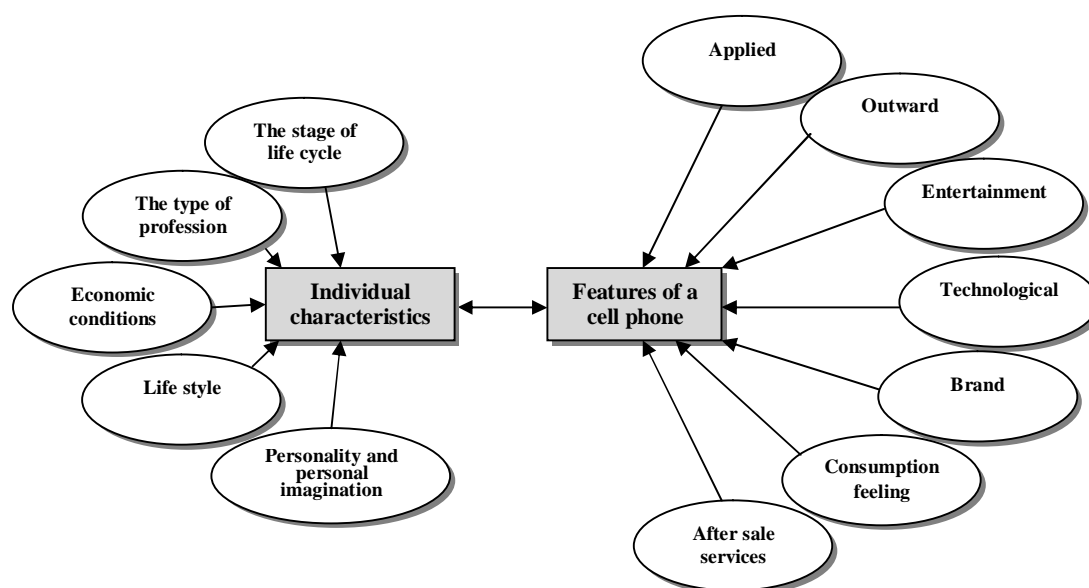 Applied
Outward
Entertainment
Technological
Brand
Consumption
feeling
After sale
services
Features of a
cell phone
Individual
characteristics
The stage of
life cycle
The type of
profession
Economic
conditions
Life style
Personality and
personal
imagination